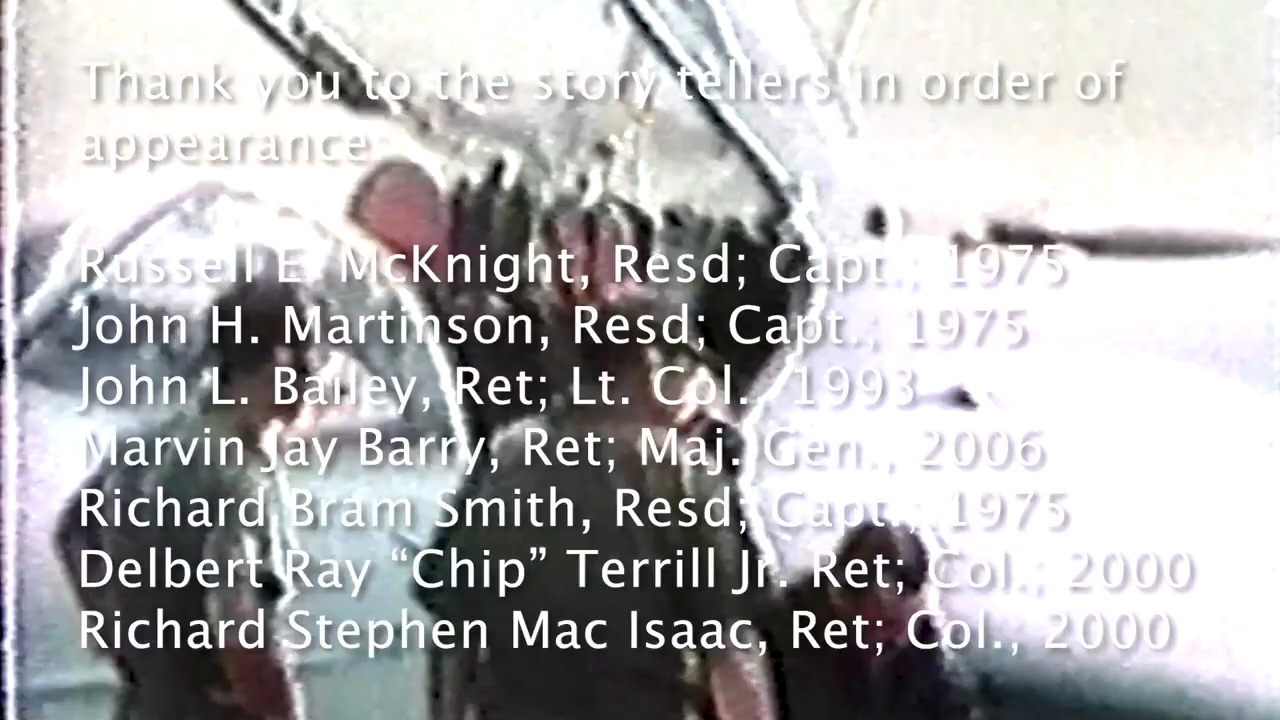 Thank you to the story tellers in order of
appearance:
Russell E. McKnight, Resd; Capt., 1975
John H. Martinson, Resd; Capt., 1975
John L. Bailey, Ret; Lt. Col., 1993
Marvin Jay Barry, Ret; Maj. Gen., 2006
Richard Bram Smith, Resd; Capt., 1975
Delbert Ray “Chip” Terrill Jr. Ret; Col., 2000
Richard Stephen Mac Isaac, Ret; Col., 2000